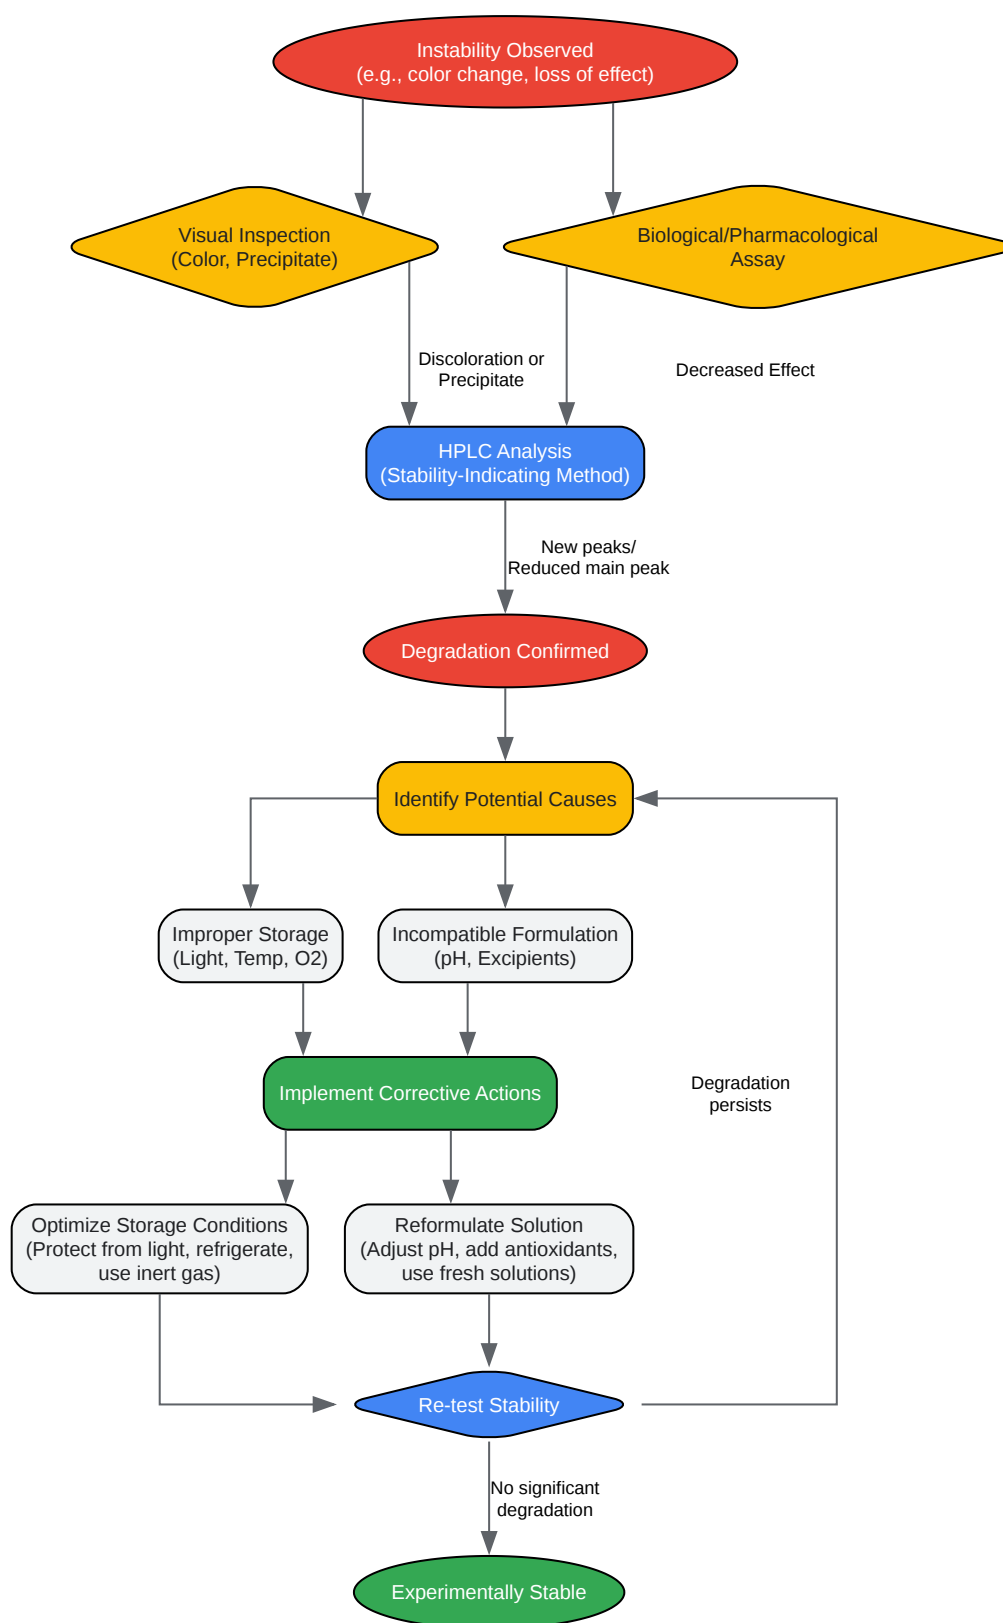 Instability Observed
(e.g., color change, loss of effect)
Visual Inspection
(Color, Precipitate)
Biological/Pharmacological
Assay
Discoloration or
Precipitate
Decreased Effect
HPLC Analysis
(Stability-Indicating Method)
New peaks/
Reduced main peak
Degradation Confirmed
Identify Potential Causes
Improper Storage
(Light, Temp, O2)
Incompatible Formulation
(pH, Excipients)
Implement Corrective Actions
Degradation
persists
Optimize Storage Conditions
(Protect from light, refrigerate,
use inert gas)
Reformulate Solution
(Adjust pH, add antioxidants,
use fresh solutions)
Re-test Stability
No significant
degradation
Experimentally Stable